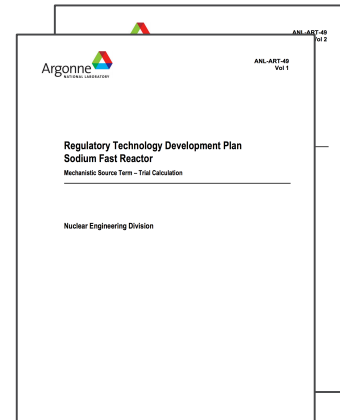 ANL-ART-49
Vol 2
Argonne
NATIONAL LABORATORY
ANL-ART-49
Vol 1
Regulatory Technology Development Plan
Sodium Fast Reactor
Mechanistic Source Term – Trial Calculation
Nuclear Engineering Division